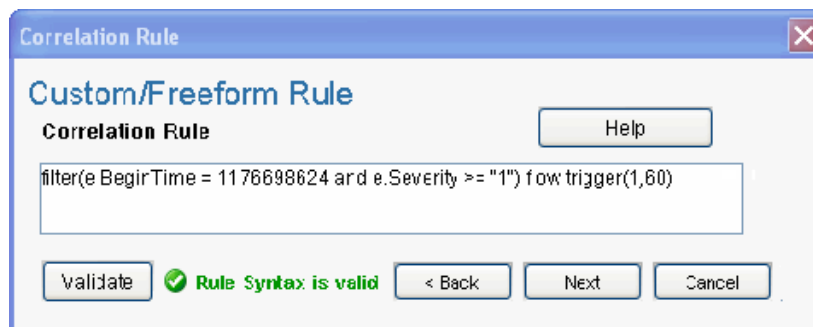 Correlation Rule
Custom/Freeform Rule
Correlation Rule
Help
filter(e.BeginTime = 1176698624 and e.Severity >= "1") flow trigger(1,60)
Validate
Rule Syntax is valid
< Back
Next
Cancel